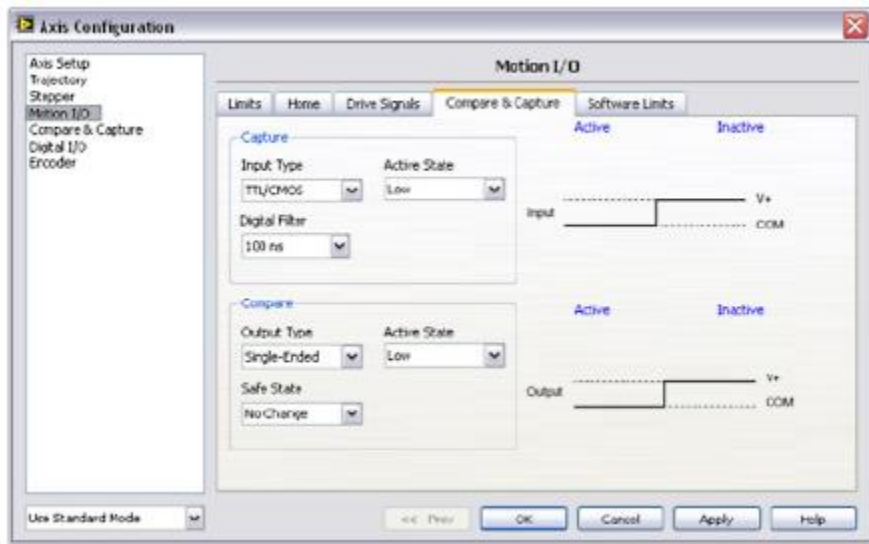 Axis Configuration
Axis Setup
Trajectory
Stepper
Motion I/O
Compare & Capture
Digital I/O
Encoder
Use Standard Mode
Motion I/O
Limits Home Drive Signals Compare & Capture Software Limits
Capture
Input Type Active State
TTL/CMOS Low
Digital Filter
100 ns
Active Inactive
Input V+
COM
Compare
Output Type Active State
Single-Ended Low
Safe State
No Change
Active Inactive
Output V+
COM
<< Prev OK Cancel Apply Help